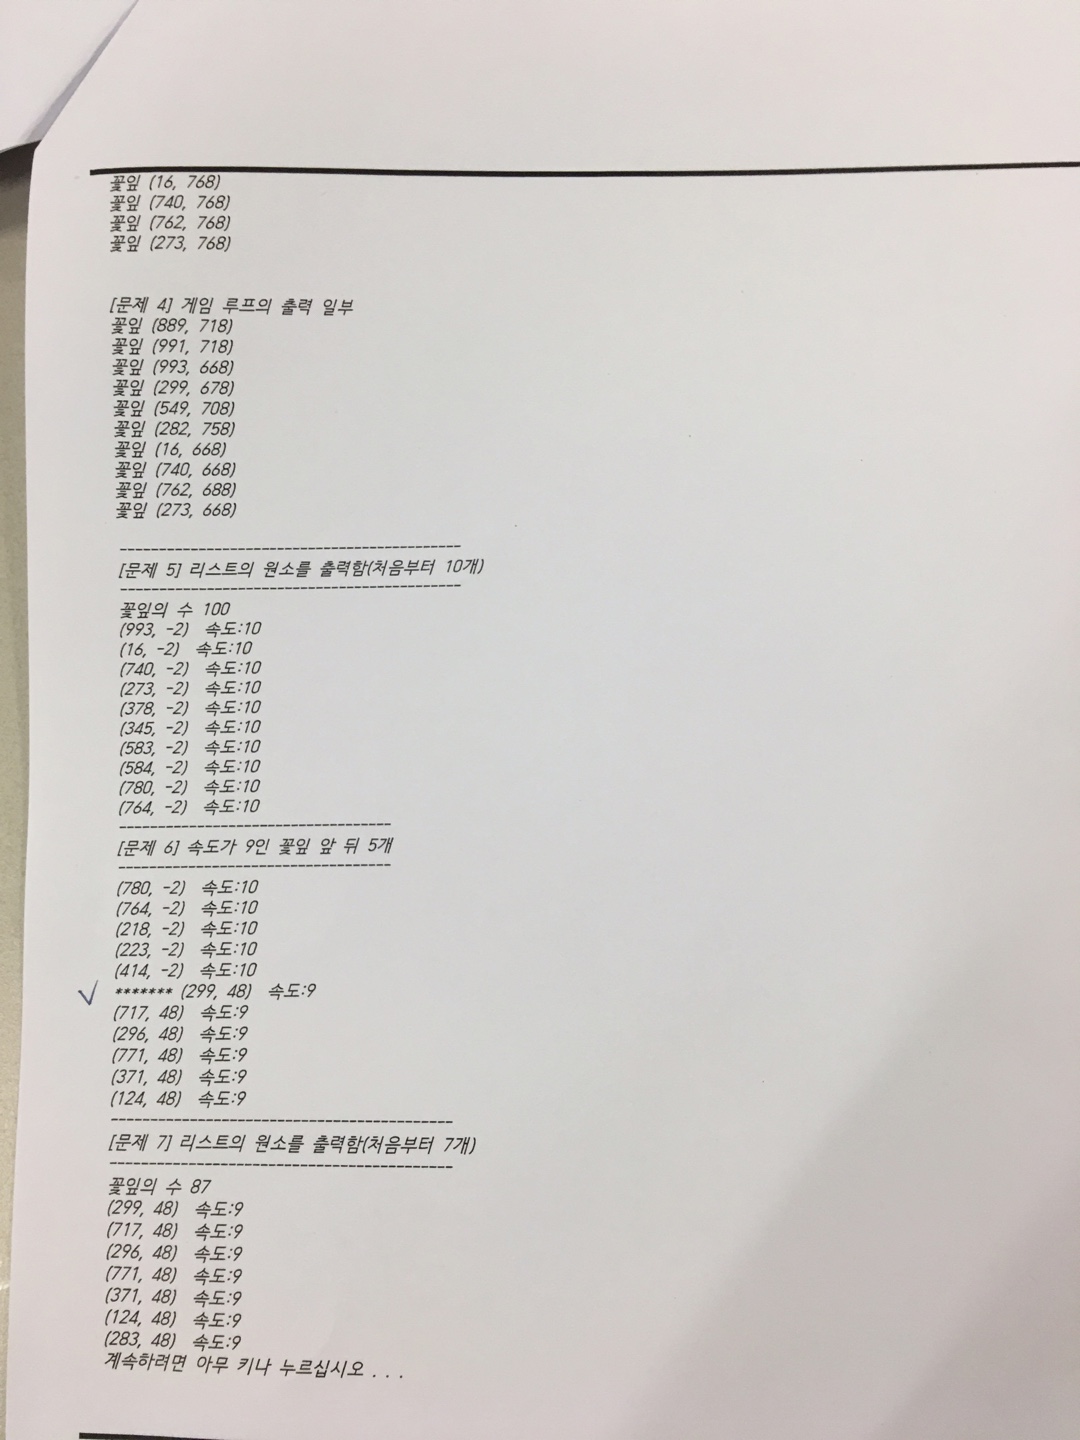 꽃잎 (16, 768)
꽃잎 (740, 768)
꽃잎 (762, 768)
꽃잎 (273, 768)
[문제 4] 게임 루프의 출력 일부
꽃잎 (889, 718)
꽃잎 (991, 718)
꽃잎 (993, 668)
꽃잎 (299, 678)
꽃잎 (549, 708)
꽃잎 (282, 758)
꽃잎 (16, 668)
꽃잎 (740, 668)
꽃잎 (762, 688)
꽃잎 (273, 668)
--------------------------------------------
[문제 5] 리스트의 원소를 출력함(처음부터 10개)
--------------------------------------------
꽃잎의 수 100
(993, -2) 속도:10
(16, -2) 속도:10
(740, -2) 속도:10
(273, -2) 속도:10
(378, -2) 속도:10
(345, -2) 속도:10
(583, -2) 속도:10
(584, -2) 속도:10
(780, -2) 속도:10
(764, -2) 속도:10
-----------------------------------
[문제 6] 속도가 9인 꽃잎 앞 뒤 5개
-----------------------------------
(780, -2) 속도:10
(764, -2) 속도:10
(218, -2) 속도:10
(223, -2) 속도:10
(414, -2) 속도:10
✓ ******* (299, 48) 속도:9
(717, 48) 속도:9
(296, 48) 속도:9
(771, 48) 속도:9
(371, 48) 속도:9
(124, 48) 속도:9
--------------------------------------------
[문제 7] 리스트의 원소를 출력함(처음부터 7개)
--------------------------------------------
꽃잎의 수 87
(299, 48) 속도:9
(717, 48) 속도:9
(296, 48) 속도:9
(771, 48) 속도:9
(371, 48) 속도:9
(124, 48) 속도:9
(283, 48) 속도:9
계속하려면 아무 키나 누르십시오 . . .